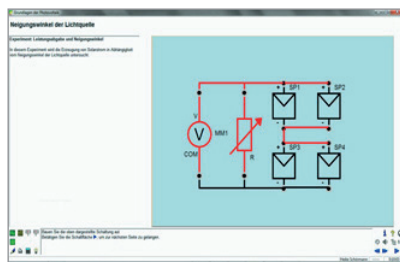 Grundlagen der Photovoltaik
Neigungswinkel der Lichtquelle
Experiment: Leistungsabgabe und Neigungswinkel
In diesem Experiment wird die Erzeugung von Solarstrom in Abhängigkeit
vom Neigungswinkel der Lichtquelle untersucht.
SP1
SP2
V
V
MM1
COM
R
SP3
SP4
+
+
-
-
+
+
-
-
Bauen Sie die oben dargestellte Schaltung auf.
Betätigen Sie die Schaltfläche, um zur nächsten Seite zu gelangen.